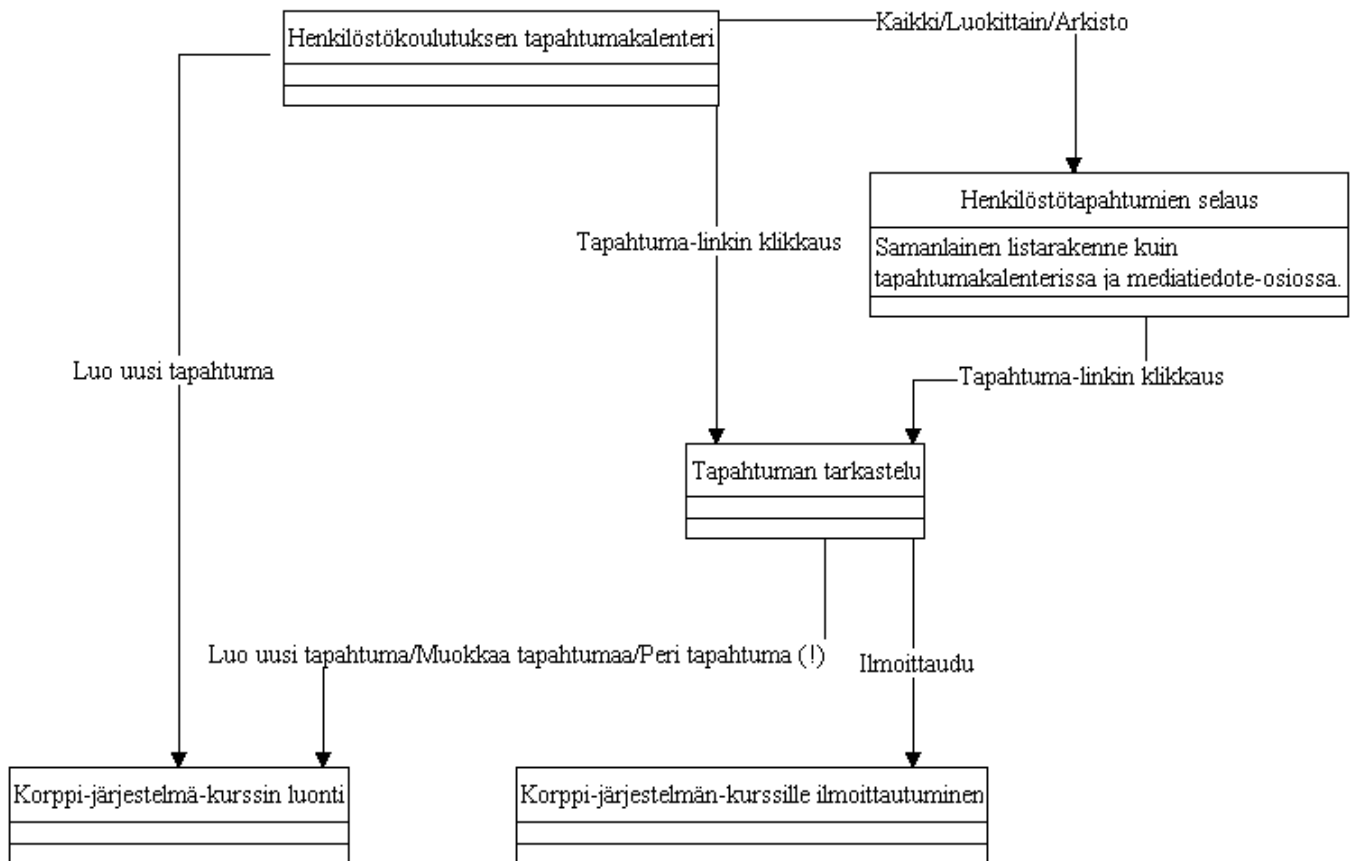 Henkilöstökoulutuksen tapahtumakalenteri
Kaikki/Luokittain/Arkisto
Henkilöstötapahtumien selaus
Samanlainen listarakenne kuin
tapahtumakalenterissa ja mediatiedote-osiossa.
Tapahtuma-linkin klikkaus
Luo uusi tapahtuma
Tapahtuma-linkin klikkaus
Tapahtuman tarkastelu
Luo uusi tapahtuma/Muokkaa tapahtumaa/Peri tapahtuma (!)
Ilmoittaudu
Korppi-järjestelmä-kurssin luonti
Korppi-järjestelmän-kurssille ilmoittautuminen